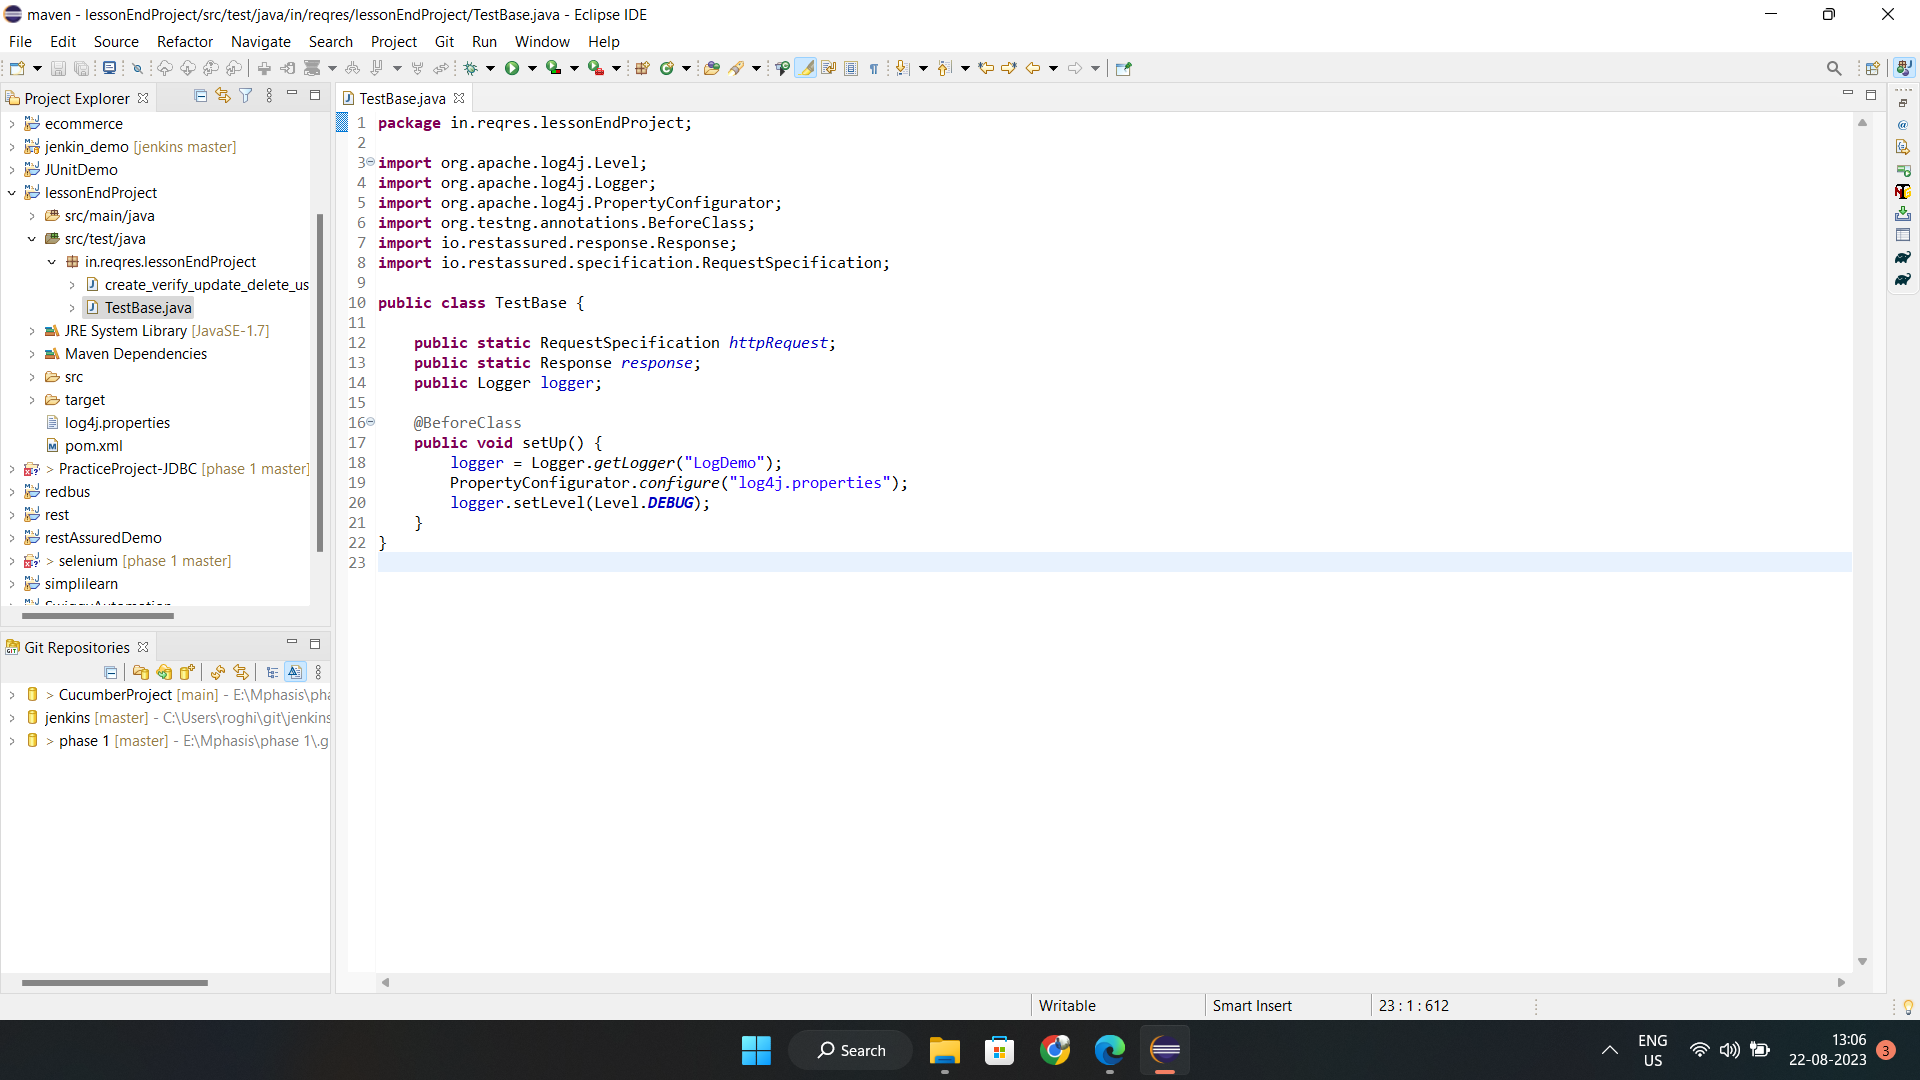 maven - lessonEndProject/src/test/java/in/reqres/lessonEndProject/TestBase.java - Eclipse IDE
File Edit Source Refactor Navigate Search Project Git Run Window Help
Project Explorer
ecommerce
jenkin_demo [jenkins master]
JUnitDemo
lessonEndProject
src/main/java
src/test/java
in.reqres.lessonEndProject
create_verify_update_delete_us
TestBase.java
JRE System Library [JavaSE-1.7]
Maven Dependencies
src
target
log4j.properties
pom.xml
> PracticeProject-JDBC [phase 1 master]
redbus
rest
restAssuredDemo
> selenium [phase 1 master]
simplilearn
Git Repositories
> CucumberProject [main] - E:\Mphasis\pha
jenkins [master] - C:\Users\roghi\git\jenkins
> phase 1 [master] - E:\Mphasis\phase 1\.g
TestBase.java
1 package in.reqres.lessonEndProject;
2
3 import org.apache.log4j.Level;
4 import org.apache.log4j.Logger;
5 import org.apache.log4j.PropertyConfigurator;
6 import org.testng.annotations.BeforeClass;
7 import io.restassured.response.Response;
8 import io.restassured.specification.RequestSpecification;
9
10 public class TestBase {
11
12 public static RequestSpecification httpRequest;
13 public static Response response;
14 public Logger logger;
15
16 @BeforeClass
17 public void setUp() {
18 logger = Logger.getLogger("LogDemo");
19 PropertyConfigurator.configure("log4j.properties");
20 logger.setLevel(Level.DEBUG);
21 }
22 }
23
Writable Smart Insert 23 : 1 : 612
Search
ENG
US
13:06
22-08-2023
3